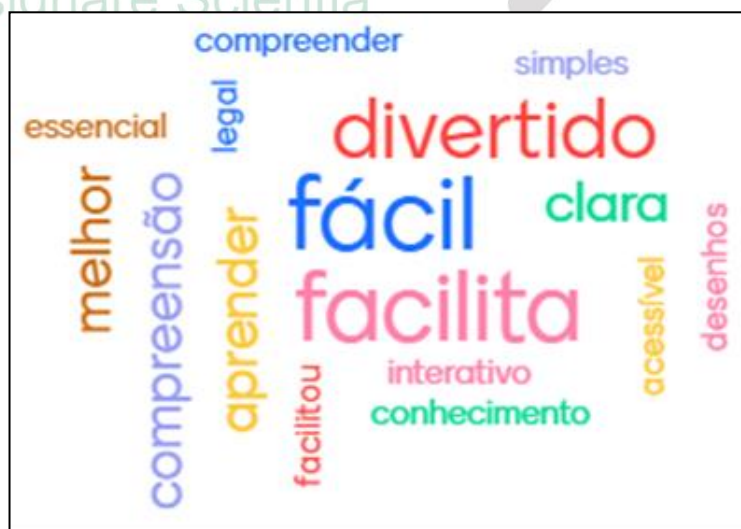 compreender
simples
essencial
legal
divertido
melhor
compreensão
aprender
fácil
clara
desenhos
facilita
acessível
interativo
facilitou
conhecimento